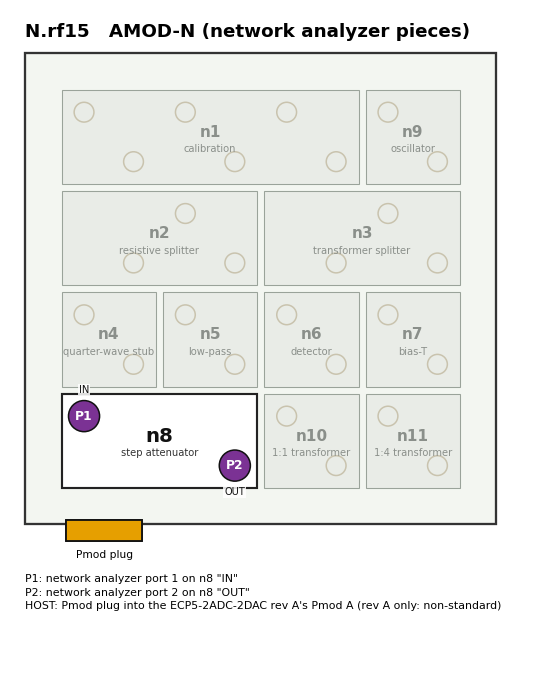 N.rf15   AMOD-N (network analyzer pieces)
n1
calibration
n9
oscillator
n2
resistive splitter
n3
transformer splitter
n4
quarter-wave stub
n5
low-pass
n6
detector
n7
bias-T
IN
P1
n8
step attenuator
P2
OUT
n10
1:1 transformer
n11
1:4 transformer
Pmod plug
P1: network analyzer port 1 on n8 "IN"
P2: network analyzer port 2 on n8 "OUT"
HOST: Pmod plug into the ECP5-2ADC-2DAC rev A's Pmod A (rev A only: non-standard)